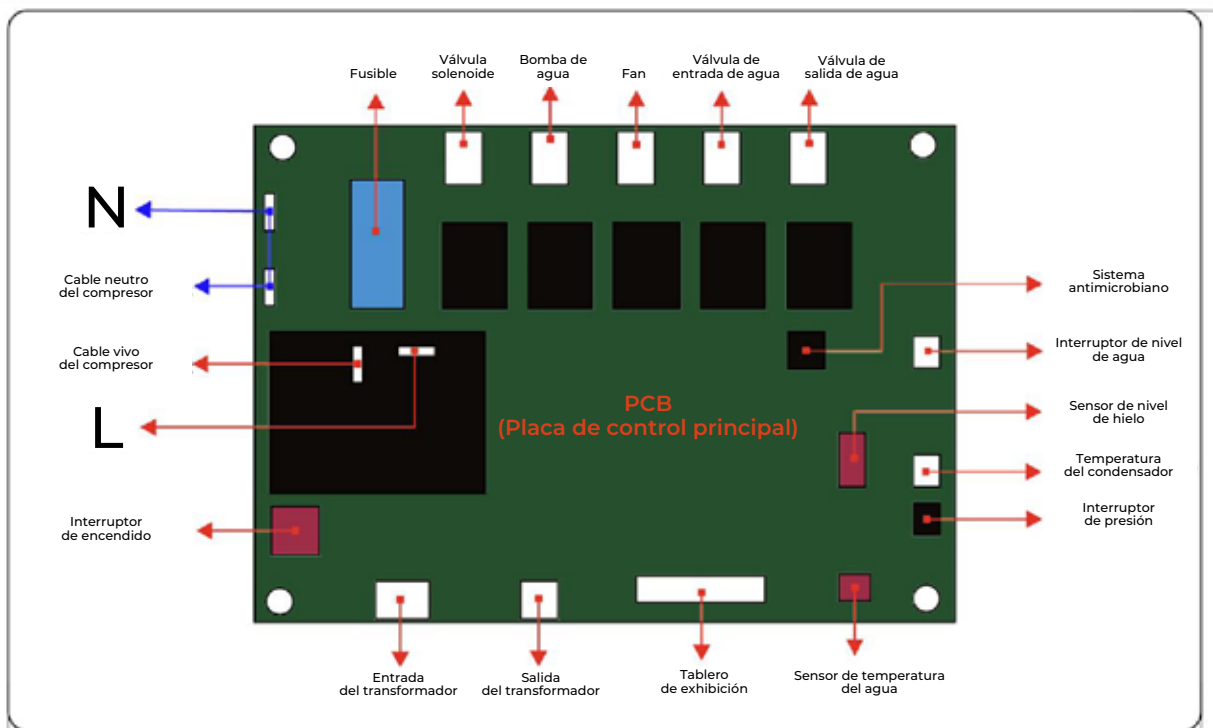 Fusible
Válvula
solenoide
Bomba de
agua
Fan
Válvula de
entrada de agua
Válvula de
salida de agua
N
Cable neutro
del compresor
Cable vivo
del compresor
L
Interruptor
de encendido
PCB
(Placa de control principal)
Sistema
antimicrobiano
Interruptor de nivel
de agua
Sensor de nivel
de hielo
Temperatura
del condensador
Interruptor
de presión
Entrada
del transformador
Salida
del transformador
Tablero
de exhibición
Sensor de temperatura
del agua